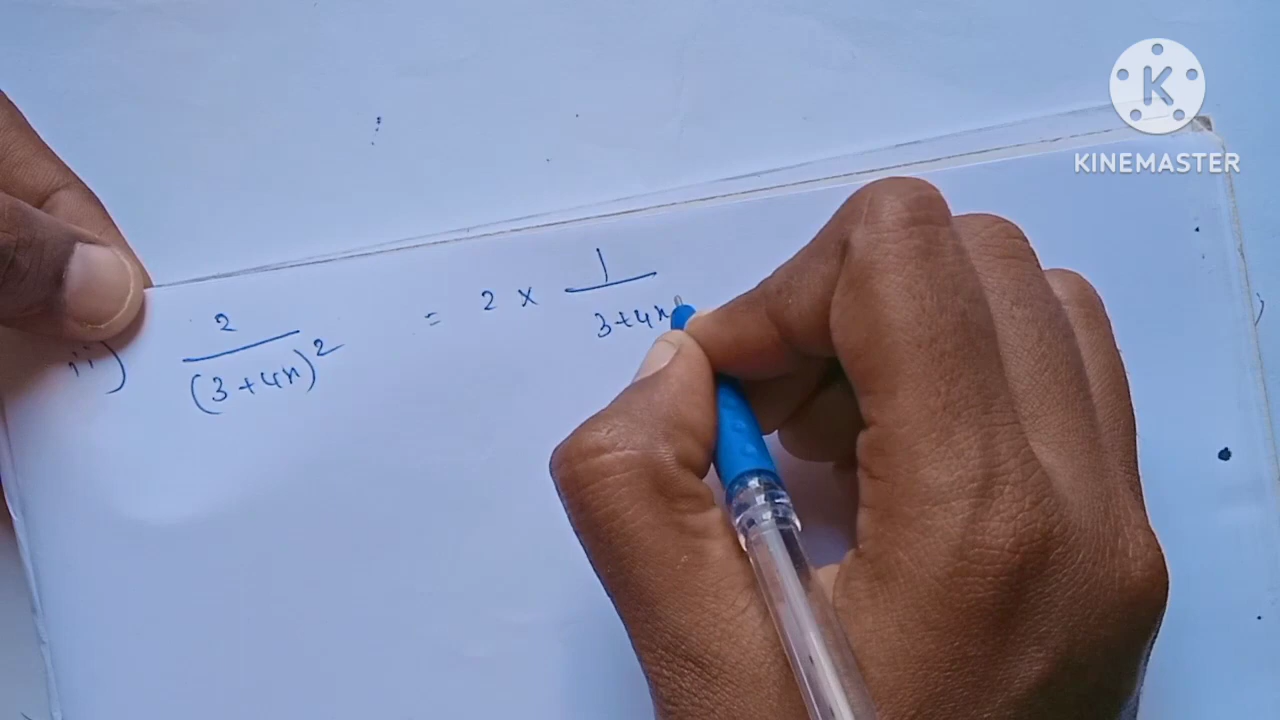 ii) 2/(3+4x)^2 = 2 × 1/3+4x
K
KINEMASTER